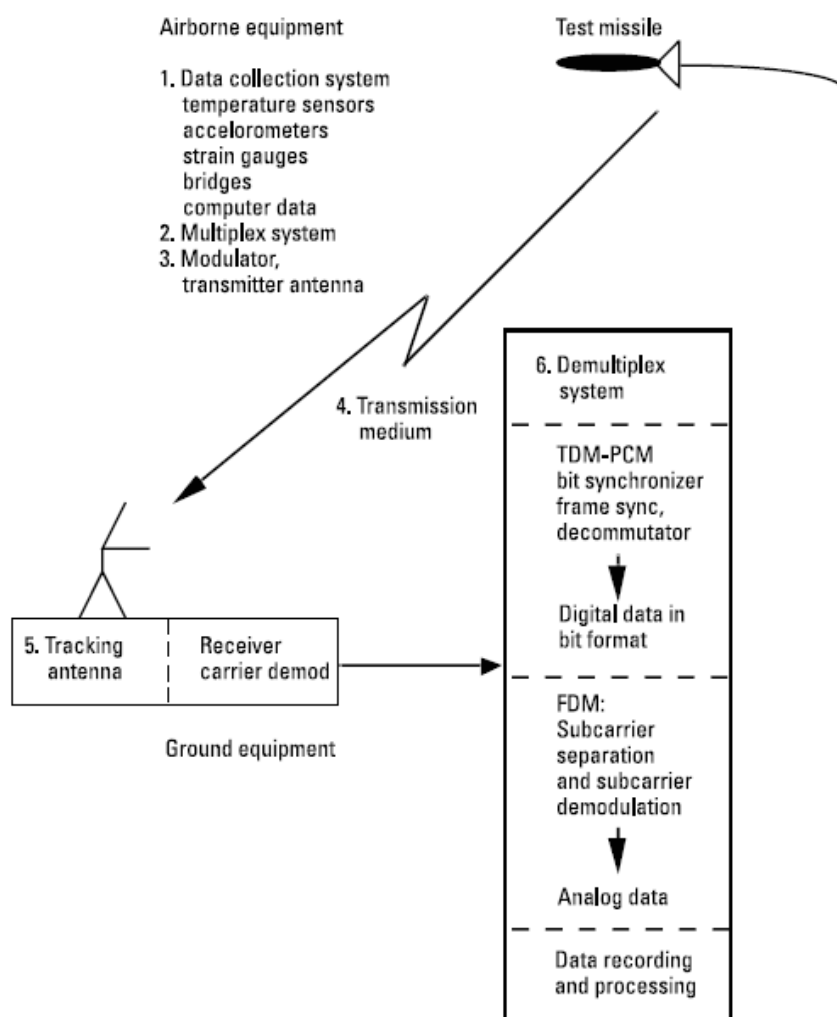 Airborne equipment
Test missile
1. Data collection system
temperature sensors
accelorometers
strain gauges
bridges
computer data
2. Multiplex system
3. Modulator,
transmitter antenna
4. Transmission
medium
5. Tracking
antenna
Receiver
carrier demod
Ground equipment
6. Demultiplex
system
TDM-PCM
bit synchronizer
frame sync,
decommutator
Digital data in
bit format
FDM:
Subcarrier
separation
and subcarrier
demodulation
Analog data
Data recording
and processing